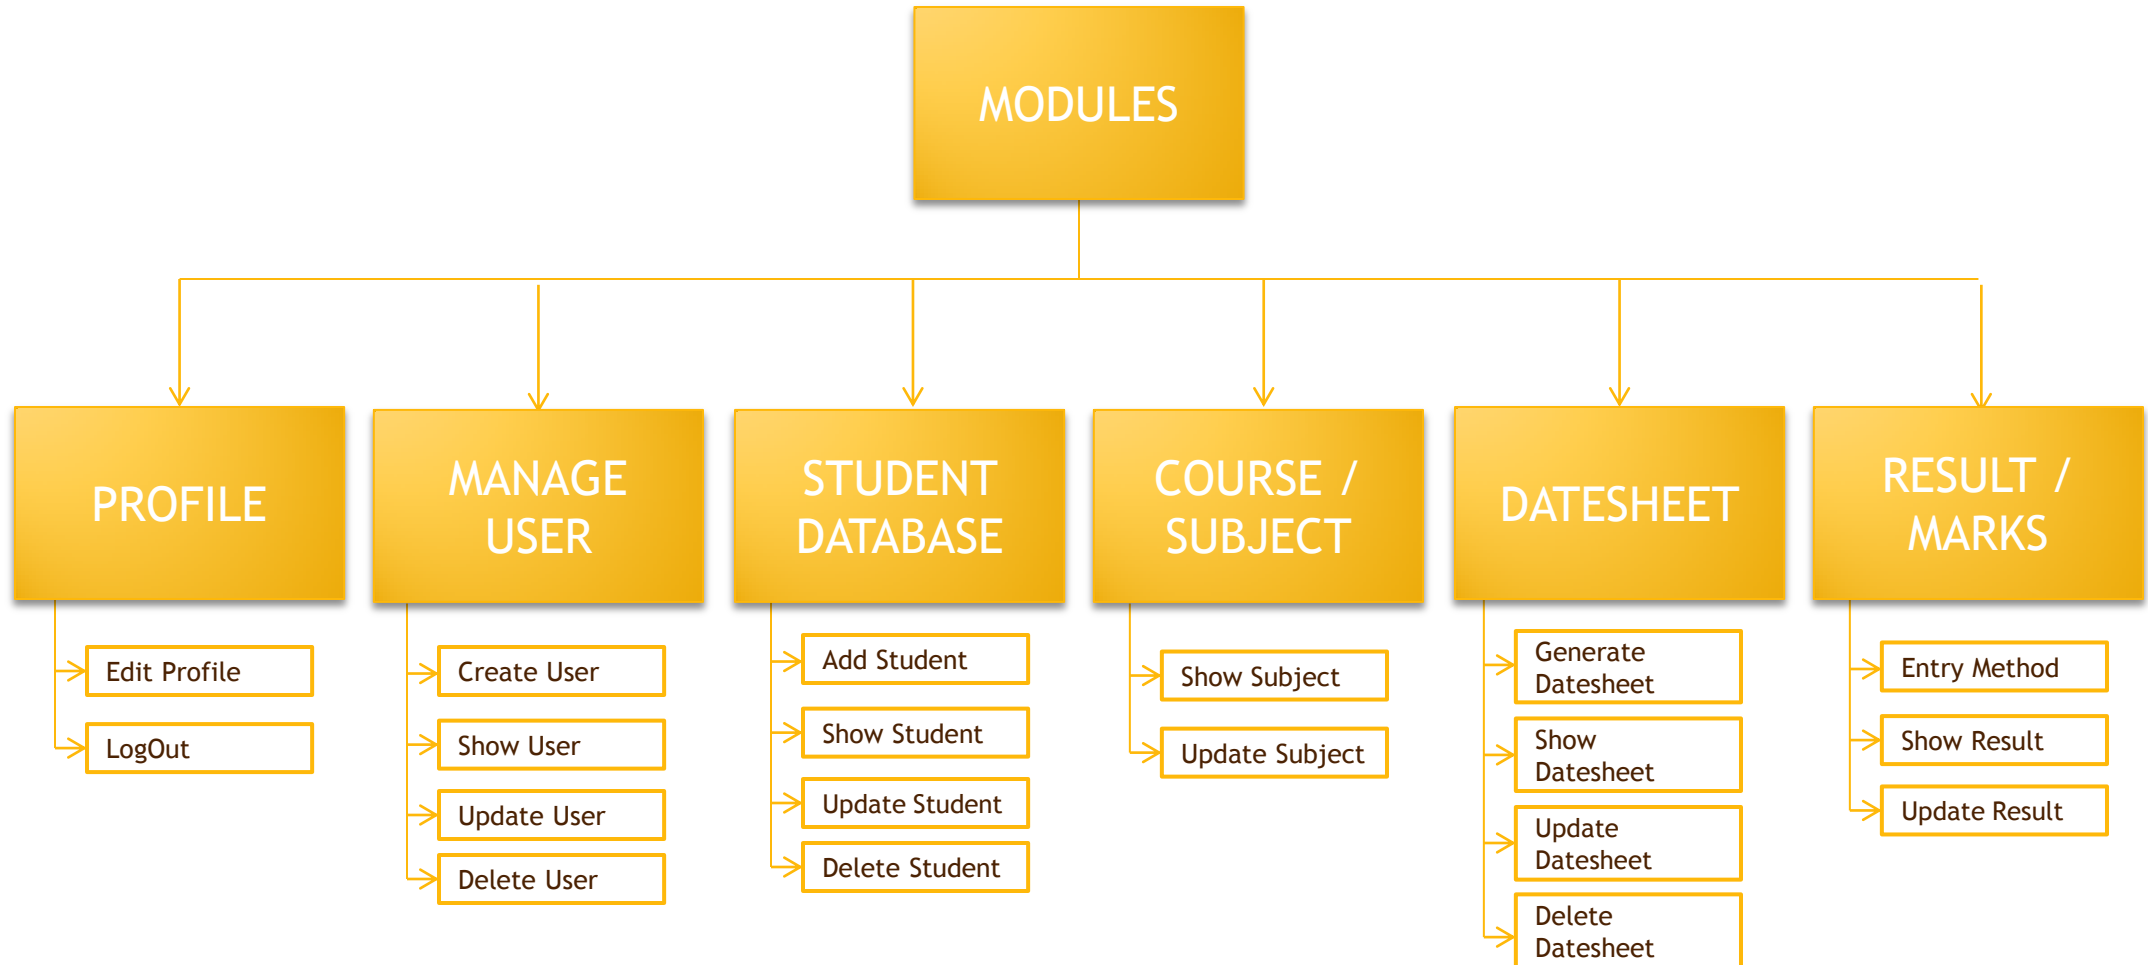 MODULES
PROFILE
Edit Profile
LogOut
MANAGE
USER
Create User
Show User
Update User
Delete User
STUDENT
DATABASE
Add Student
Show Student
Update Student
Delete Student
COURSE /
SUBJECT
Show Subject
Update Subject
DATESHEET
Generate
Datesheet
Show
Datesheet
Update
Datesheet
Delete
Datesheet
RESULT /
MARKS
Entry Method
Show Result
Update Result